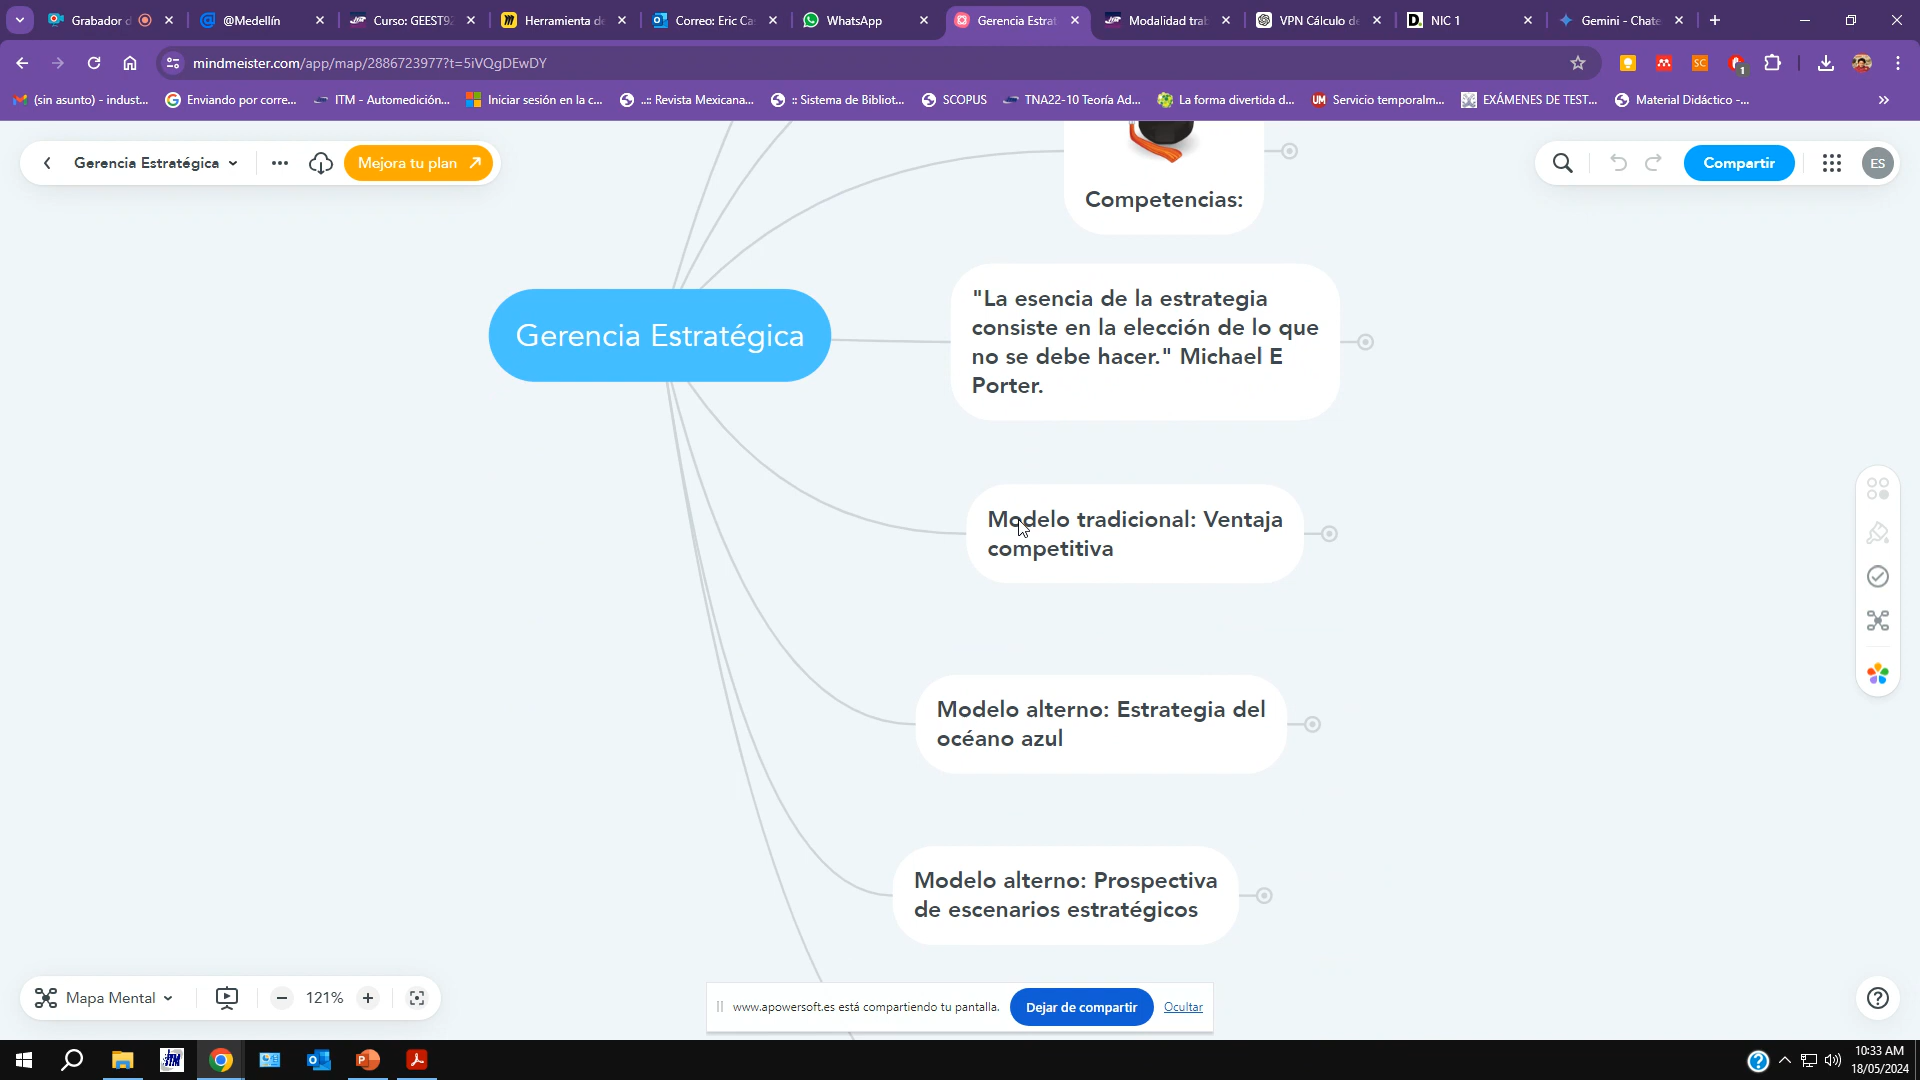 Grabador d
@Medellín
Curso: GEEST92
Herramienta de
Correo: Eric Ca
WhatsApp
Gerencia Estrat
Modalidad trab
VPN Cálculo de
NIC 1
Gemini - Chate
mindmeister.com/app/map/2886723977?t=5iVQgDEwDY
(sin asunto) - indust...
Enviando por corre...
ITM - Automedición...
Iniciar sesión en la c...
..:: Revista Mexicana...
:: Sistema de Bibliot...
SCOPUS
TNA22-10 Teoría Ad...
La forma divertida d...
UM Servicio temporalm...
EXÁMENES DE TEST...
Material Didáctico -...
Gerencia Estratégica
Mejora tu plan
Compartir
ES
Competencias:
Gerencia Estratégica
"La esencia de la estrategia
consiste en la elección de lo que
no se debe hacer." Michael E
Porter.
Modelo tradicional: Ventaja
competitiva
Modelo alterno: Estrategia del
océano azul
Modelo alterno: Prospectiva
de escenarios estratégicos
Mapa Mental
121%
www.apowersoft.es está compartiendo tu pantalla.
Dejar de compartir
Ocultar
10:33 AM
18/05/2024